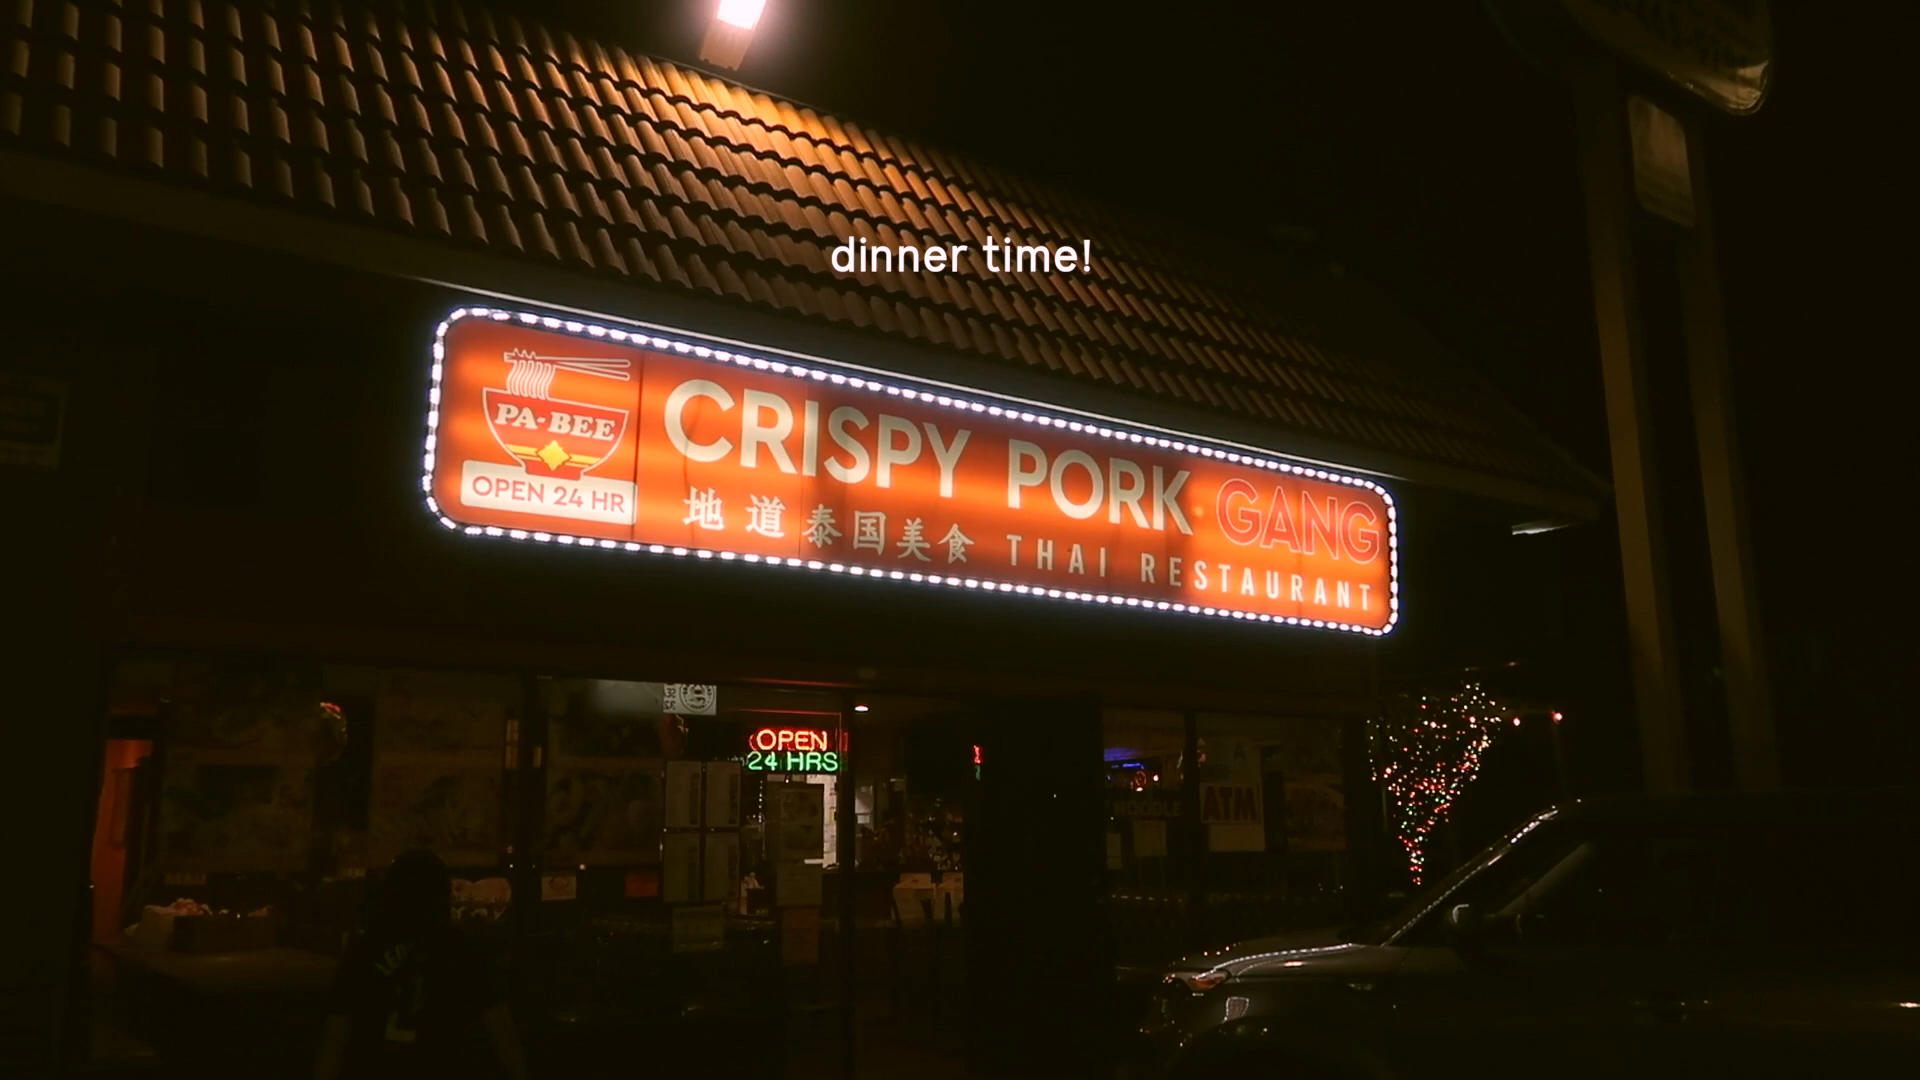 dinner time!
PA-BEE
OPEN 24 HR
CRISPY PORK GANG
地道泰国美食 THAI RESTAURANT
OPEN
24 HRS
NOODLE
ATM